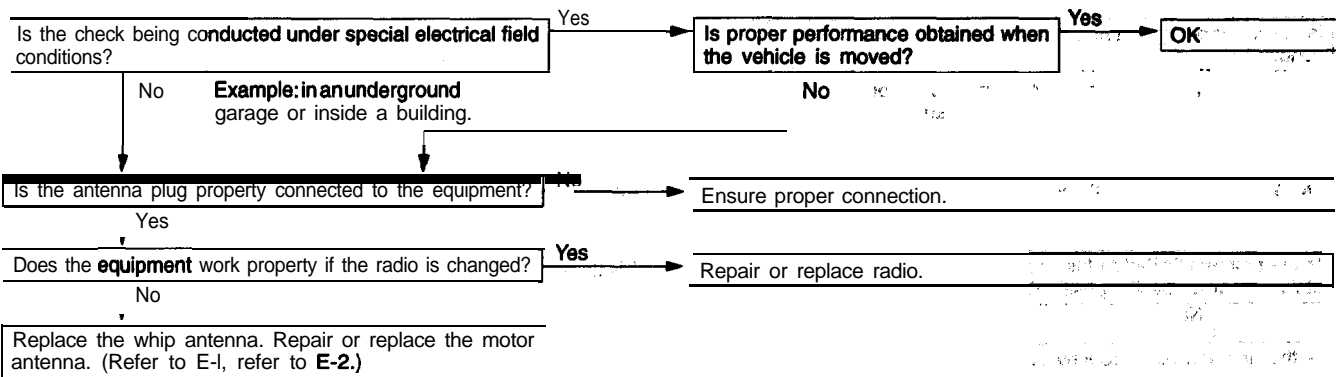 Is the check being conducted under special electrical field
conditions?
Yes
Is proper performance obtained when
the vehicle is moved?
Yes
OK
No
Example: in an underground
garage or inside a building.
No
Is the antenna plug property connected to the equipment?
No
Ensure proper connection.
Yes
Does the equipment work property if the radio is changed?
Yes
Repair or replace radio.
No
Replace the whip antenna. Repair or replace the motor
antenna. (Refer to E-l, refer to E-2.)